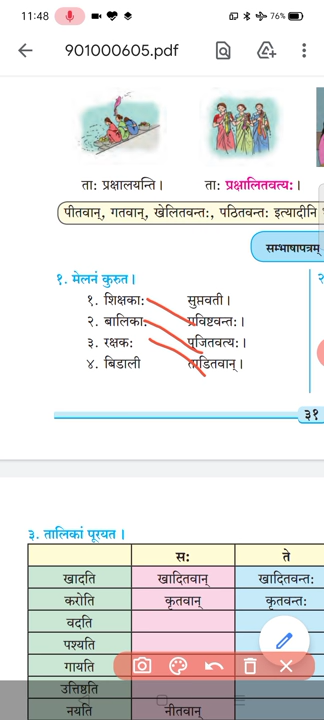 11:48
76%
901000605.pdf
ताः प्रक्षालयन्ति ।
ताः प्रक्षालितवत्यः ।
पीतवान्, गतवान्, खेलितवन्तः, पठितवन्तः इत्यादीनि
सम्भाषापत्रम्
१. मेलनं कुरुत ।
२
१. शिक्षकाः सुप्तवती ।
२. बालिकाः प्रविष्टवन्तः ।
३. रक्षकः पूजितवत्यः ।
४. बिडाली ताडितवान् ।
३१
३. तालिकां पूरयत ।
सः ते
खादति खादितवान् खादितवन्तः
करोति कृतवान् कृतवन्तः
वदति
पश्यति
गायति
उत्तिष्ठति
नयति नीतवान्